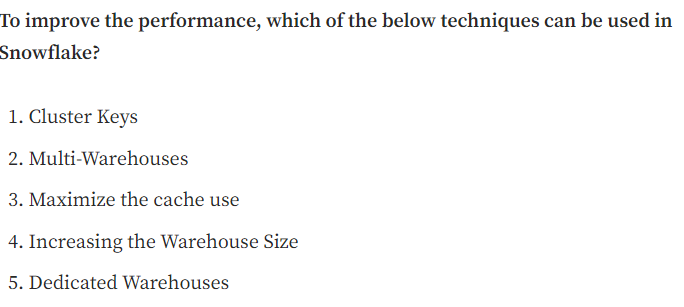 To improve the performance, which of the below techniques can be used in
Snowflake?
1. Cluster Keys
2. Multi-Warehouses
3. Maximize the cache use
4. Increasing the Warehouse Size
5. Dedicated Warehouses